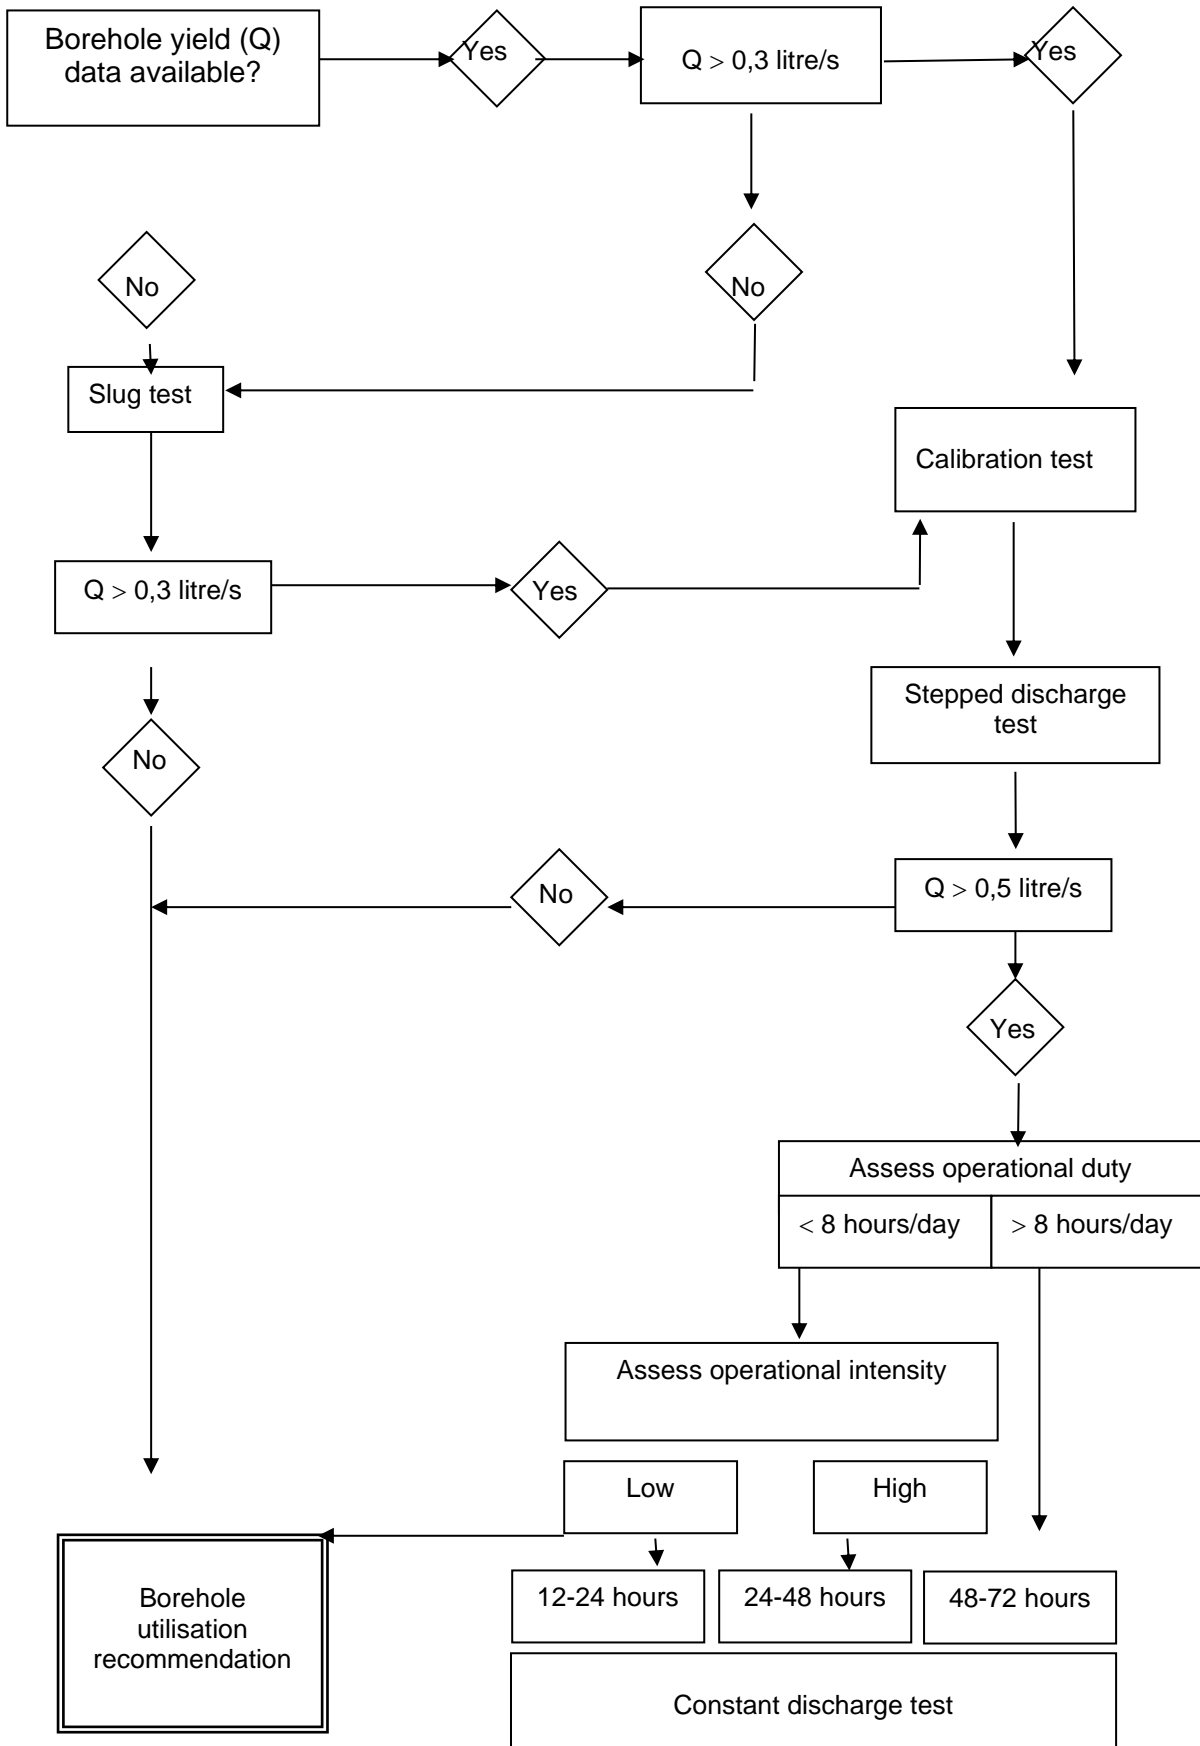 Borehole yield (Q)
data available?
Yes
Q > 0,3 litre/s
Yes
No
No
Slug test
Calibration test
Q > 0,3 litre/s
Yes
Stepped discharge
test
No
No
Q > 0,5 litre/s
Yes
Assess operational duty
< 8 hours/day
> 8 hours/day
Assess operational intensity
Low
High
Borehole
utilisation
recommendation
12-24 hours
24-48 hours
48-72 hours
Constant discharge test